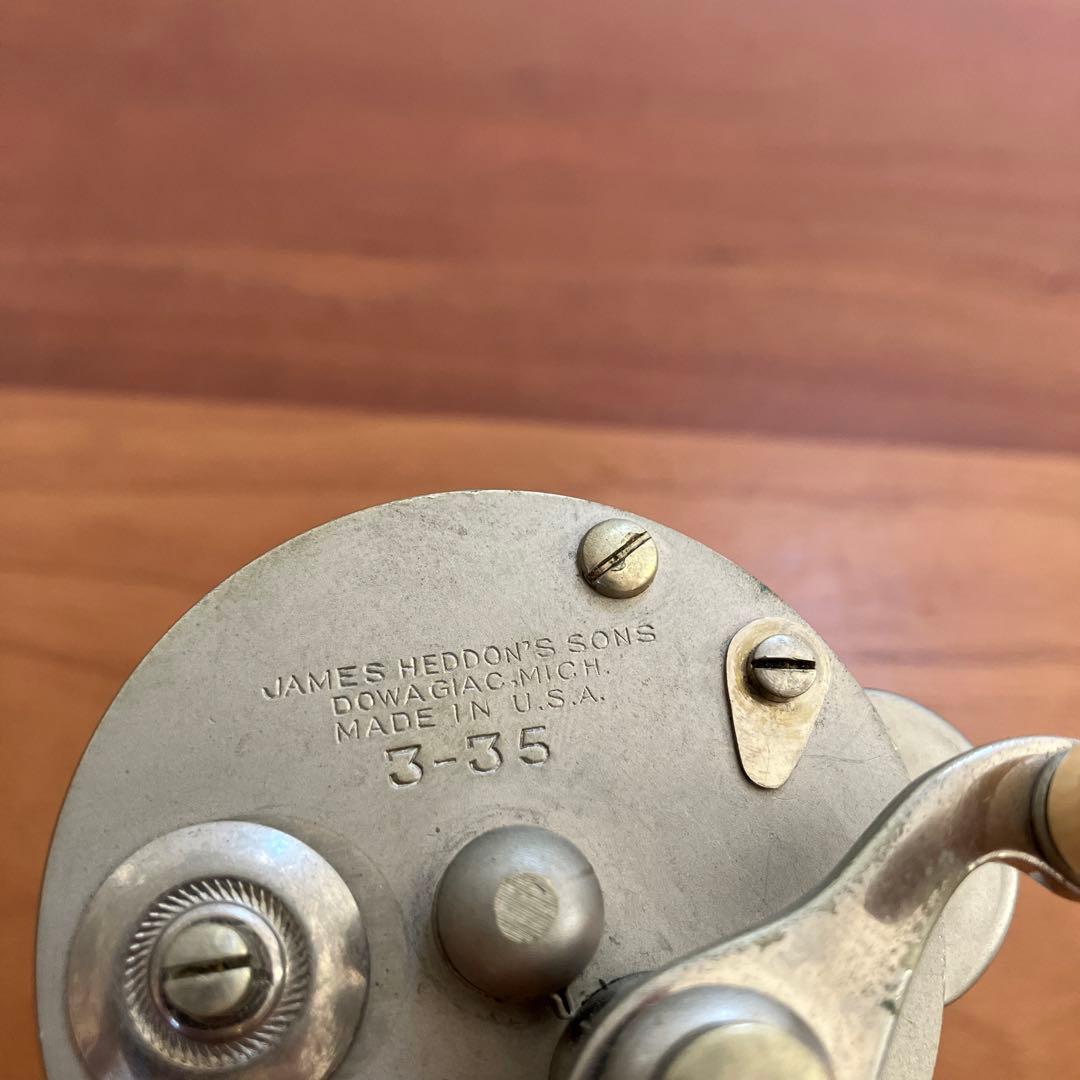 JAMES HEDDON'S SONS
DOWAGIAC, MICH.
MADE IN U.S.A.
3-35